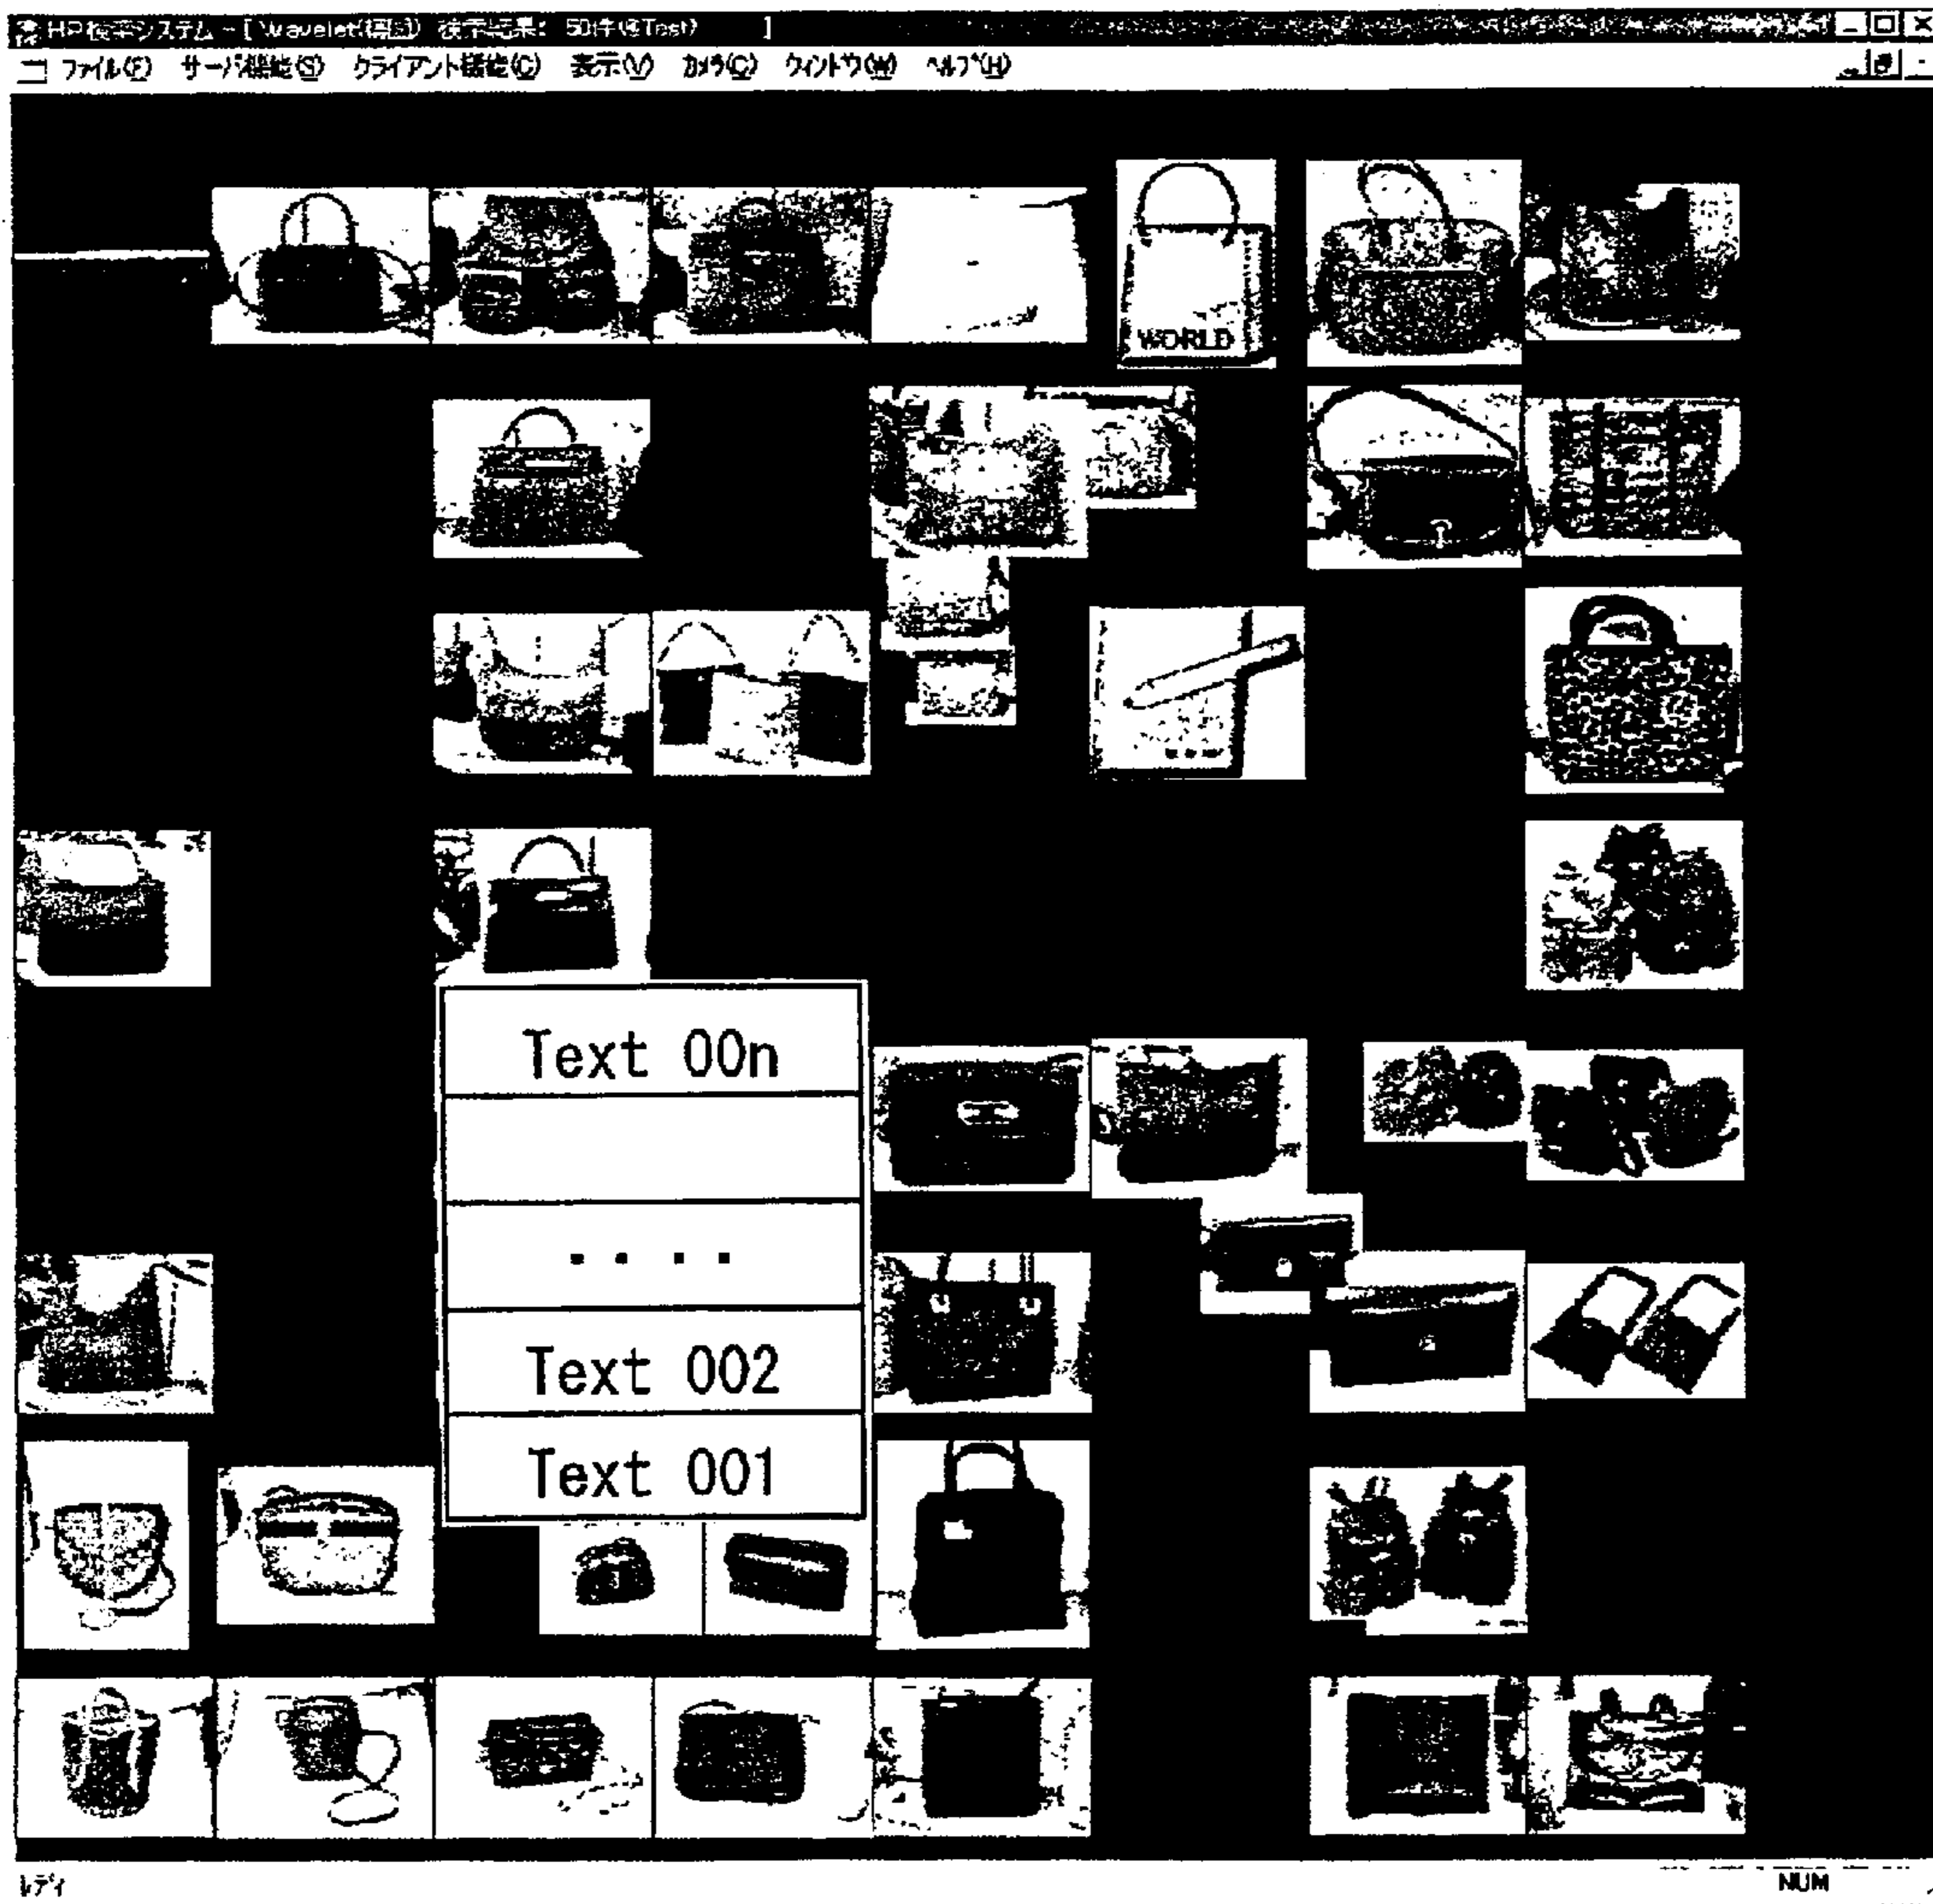 HP検索システム - [ Wavelet(構図) 検索結果: 50件(@Test) ]
ファイル(F) サーバ機能(S) クライアント機能(C) 表示(V) カメラ(C) ウィンドウ(W) ヘルプ(H)
WORLD
Text 00n
. . . .
Text 002
Text 001
レディ NUM